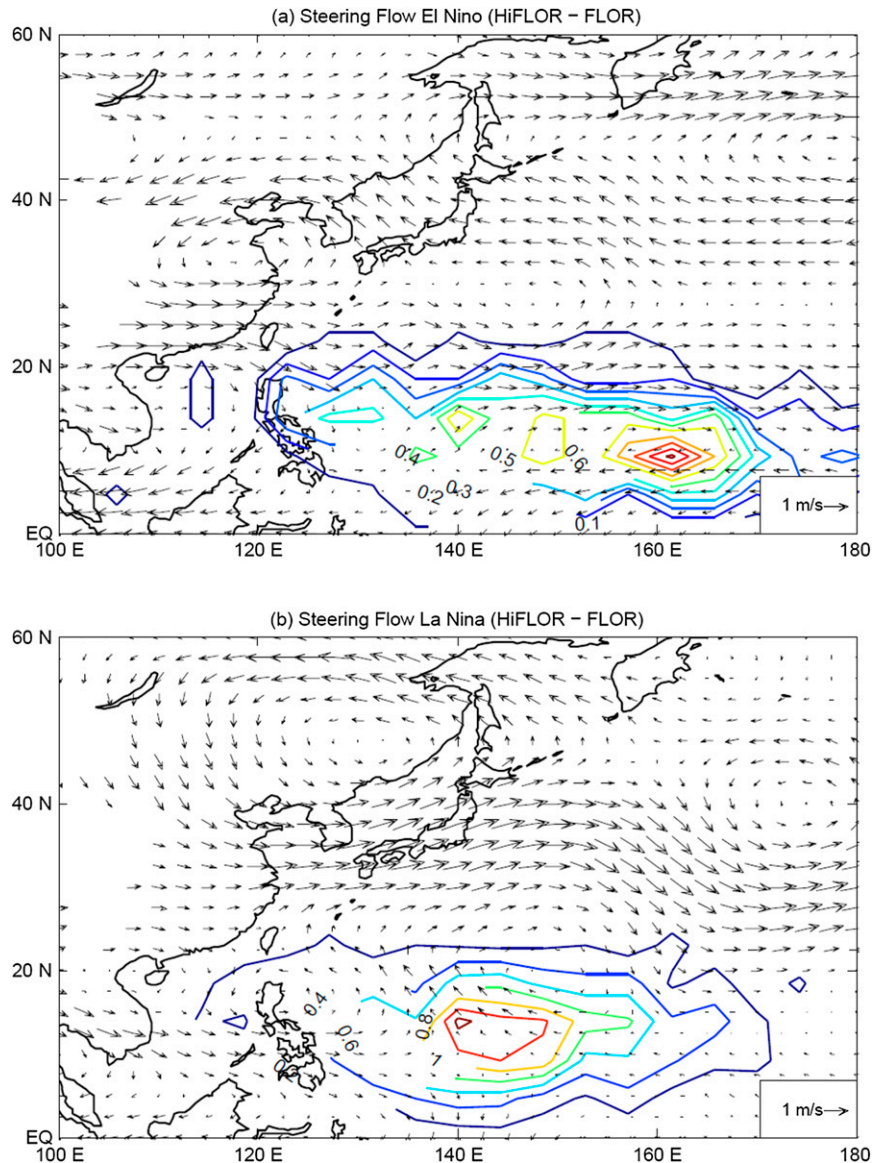 (a) Steering Flow El Nino (HiFLOR − FLOR)
60 N
40 N
20 N
EQ
0.4
0.5
0.6
0.2
0.3
0.1
1 m/s
100 E
120 E
140 E
160 E
180
(b) Steering Flow La Nina (HiFLOR − FLOR)
60 N
40 N
20 N
EQ
0.4
0.6
0.8
1
1 m/s
100 E
120 E
140 E
160 E
180